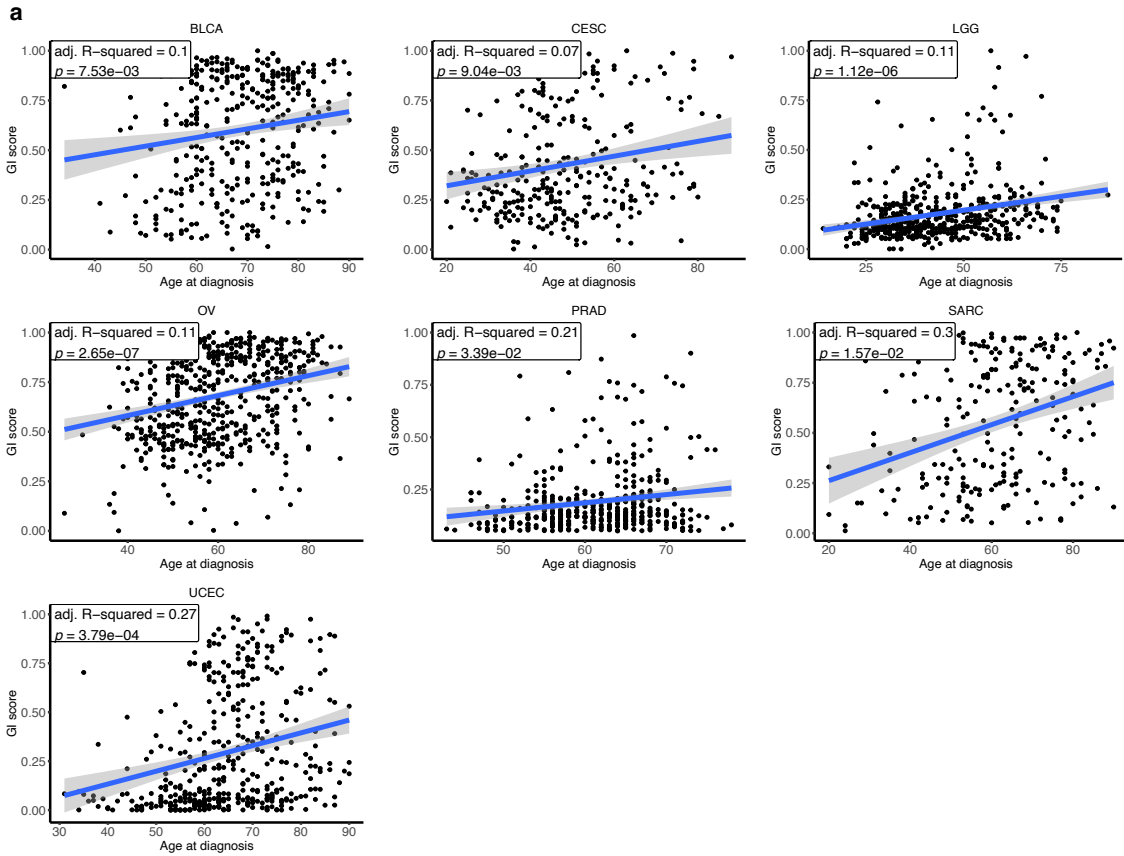 a
BLCA
adj. R−squared = 0.1
p = 7.53e−03
1.00
0.75
0.50
0.25
0.00
GI score
40 50 60 70 80 90
Age at diagnosis
CESC
adj. R−squared = 0.07
p = 9.04e−03
1.00
0.75
0.50
0.25
0.00
GI score
20 40 60 80
Age at diagnosis
LGG
adj. R−squared = 0.11
p = 1.12e−06
1.00
0.75
0.50
0.25
0.00
GI score
25 50 75
Age at diagnosis
OV
adj. R−squared = 0.11
p = 2.65e−07
1.00
0.75
0.50
0.25
0.00
GI score
40 60 80
Age at diagnosis
PRAD
adj. R−squared = 0.21
p = 3.39e−02
1.00
0.75
0.50
0.25
GI score
50 60 70
Age at diagnosis
SARC
adj. R−squared = 0.3
p = 1.57e−02
1.00
0.75
0.50
0.25
0.00
GI score
20 40 60 80
Age at diagnosis
UCEC
adj. R−squared = 0.27
p = 3.79e−04
1.00
0.75
0.50
0.25
0.00
GI score
30 40 50 60 70 80 90
Age at diagnosis